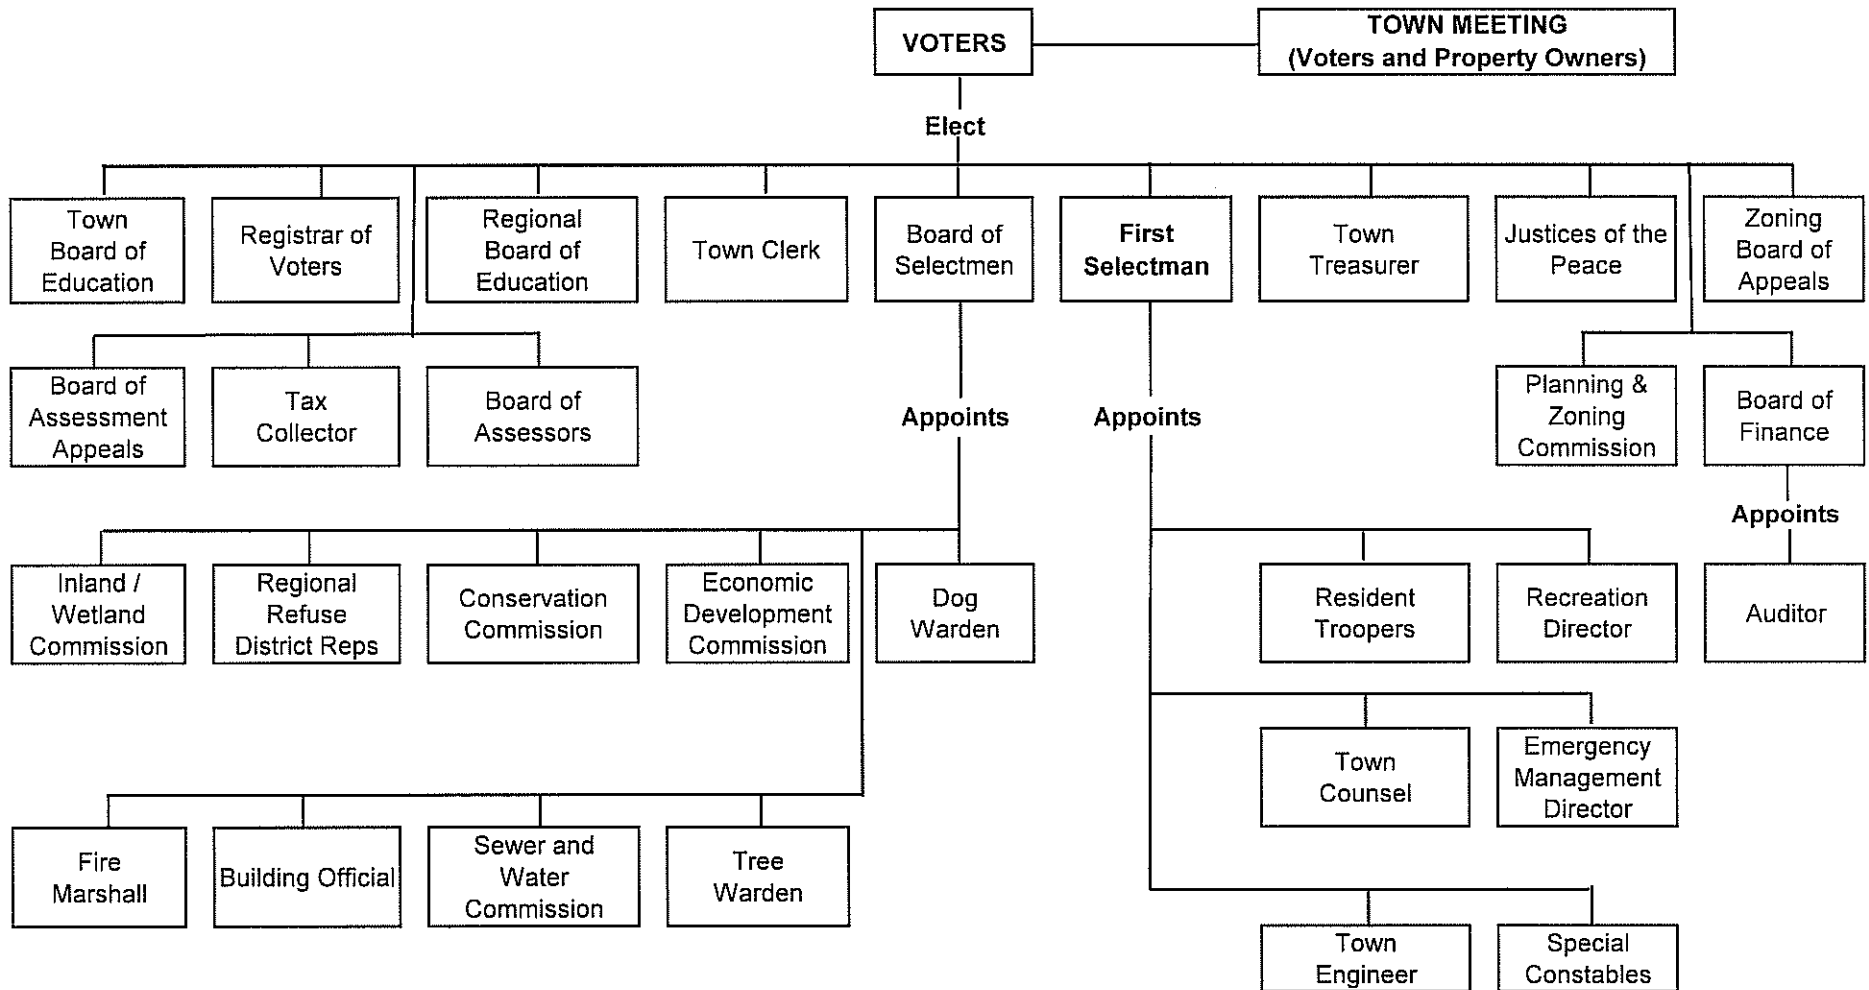 VOTERS
TOWN MEETING
(Voters and Property Owners)
Elect
Town
Board of
Education
Registrar of
Voters
Regional
Board of
Education
Town Clerk
Board of
Selectmen
First
Selectman
Town
Treasurer
Justices of the
Peace
Zoning
Board of
Appeals
Board of
Assessment
Appeals
Tax
Collector
Board of
Assessors
Appoints
Appoints
Planning &
Zoning
Commission
Board of
Finance
Appoints
Inland /
Wetland
Commission
Regional
Refuse
District Reps
Conservation
Commission
Economic
Development
Commission
Dog
Warden
Resident
Troopers
Recreation
Director
Auditor
Town
Counsel
Emergency
Management
Director
Fire
Marshall
Building Official
Sewer and
Water
Commission
Tree
Warden
Town
Engineer
Special
Constables